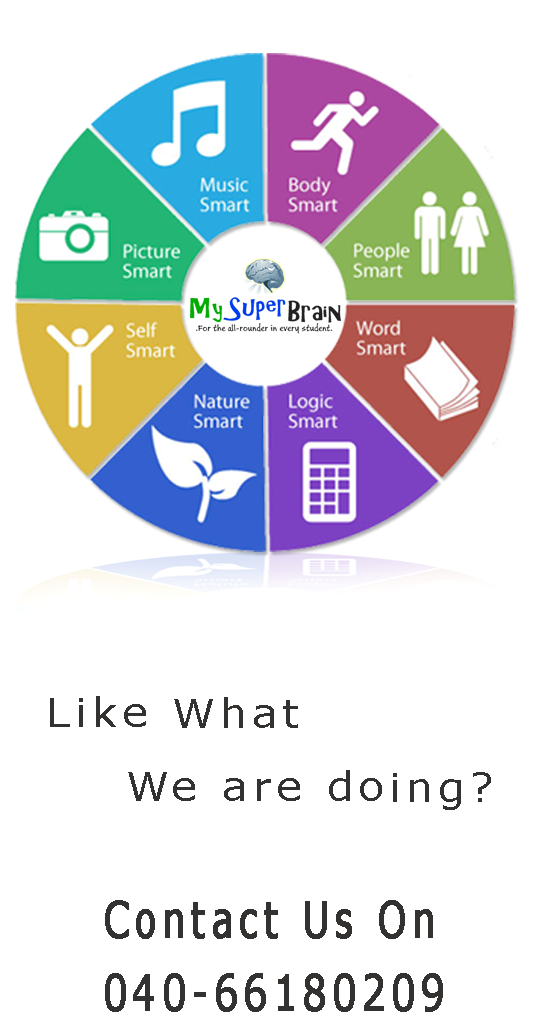 Music
Smart
Body
Smart
Picture
Smart
People
Smart
My Super Brain
.For the all-rounder in every student.
Self
Smart
Word
Smart
Nature
Smart
Logic
Smart
Like What
We are doing?
Contact Us On
040-66180209